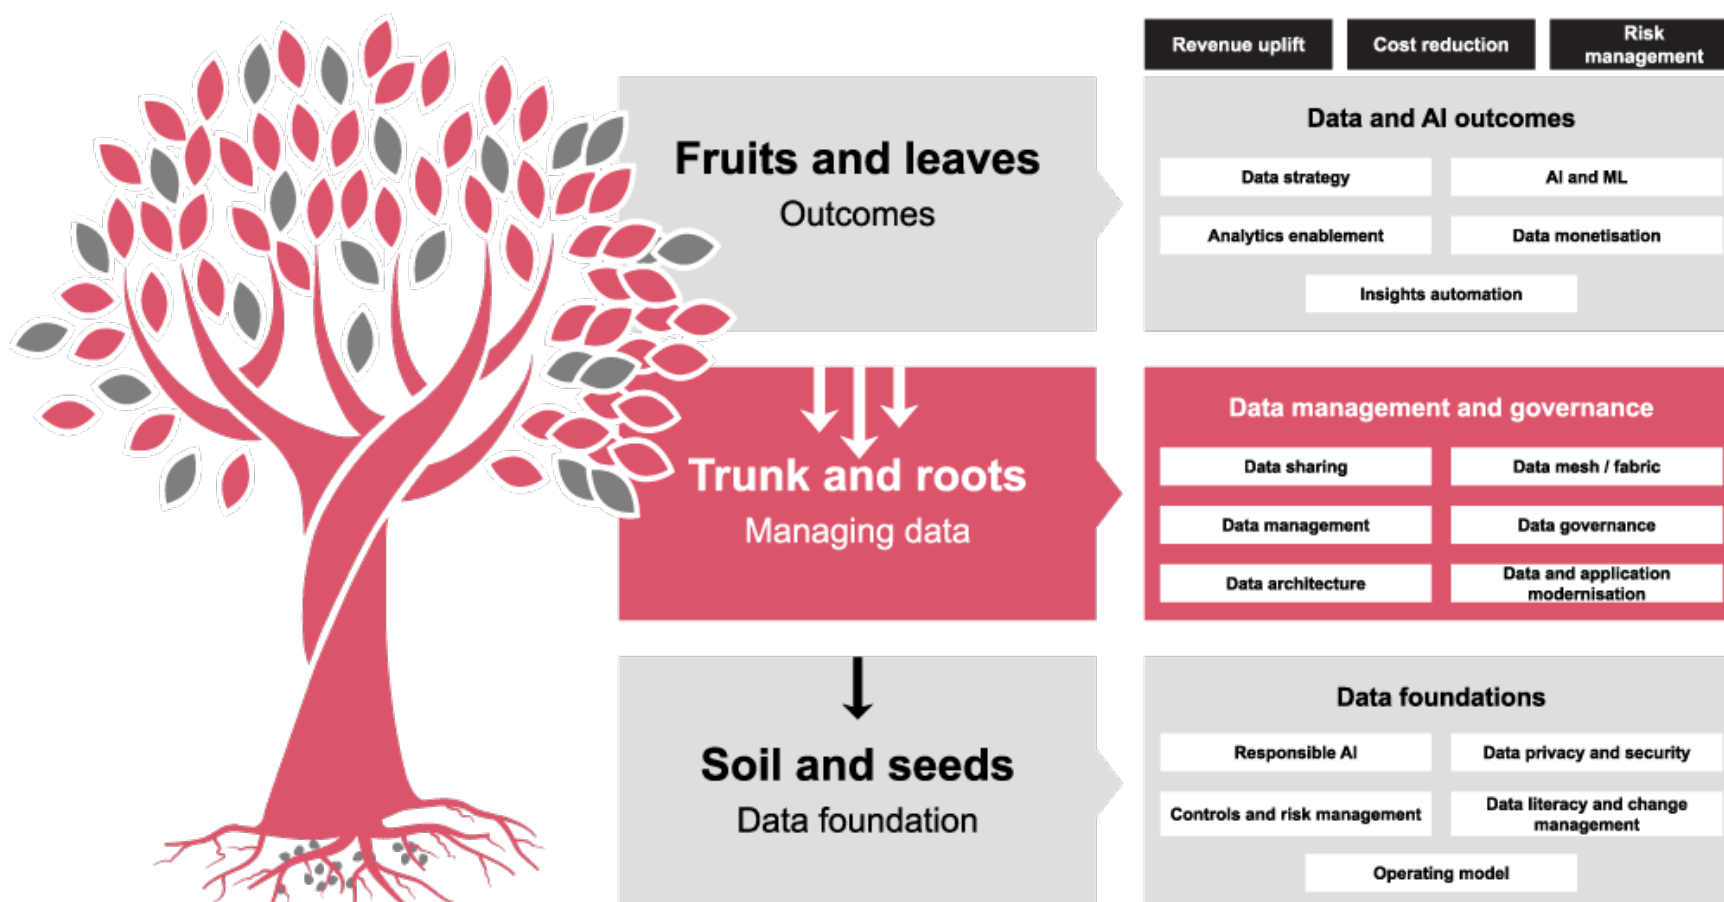 Revenue uplift
Cost reduction
Risk
management
Fruits and leaves
Outcomes
Data and AI outcomes
Data strategy
AI and ML
Analytics enablement
Data monetisation
Insights automation
Trunk and roots
Managing data
Data management and governance
Data sharing
Data mesh / fabric
Data management
Data governance
Data architecture
Data and application
modernisation
Soil and seeds
Data foundation
Data foundations
Responsible AI
Data privacy and security
Controls and risk management
Data literacy and change
management
Operating model